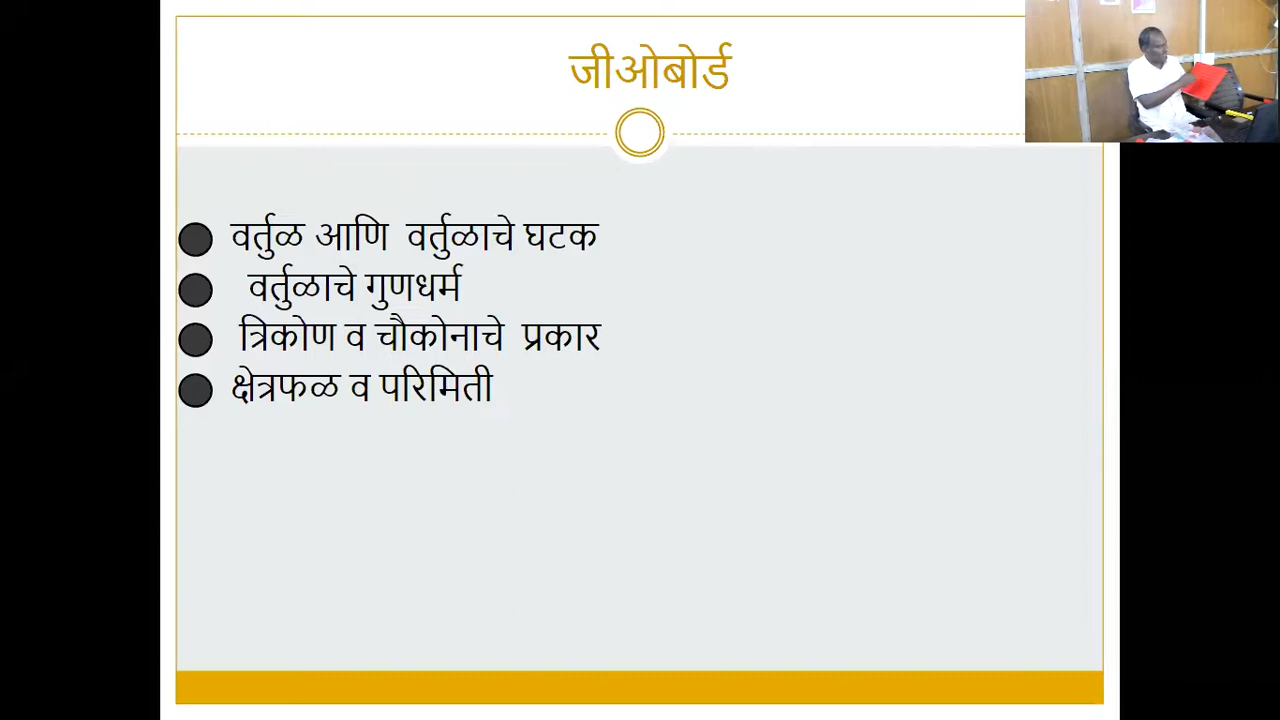 जीओबोर्ड
वर्तुळ आणि वर्तुळाचे घटक
वर्तुळाचे गुणधर्म
त्रिकोण व चौकोनाचे प्रकार
क्षेत्रफळ व परिमिती